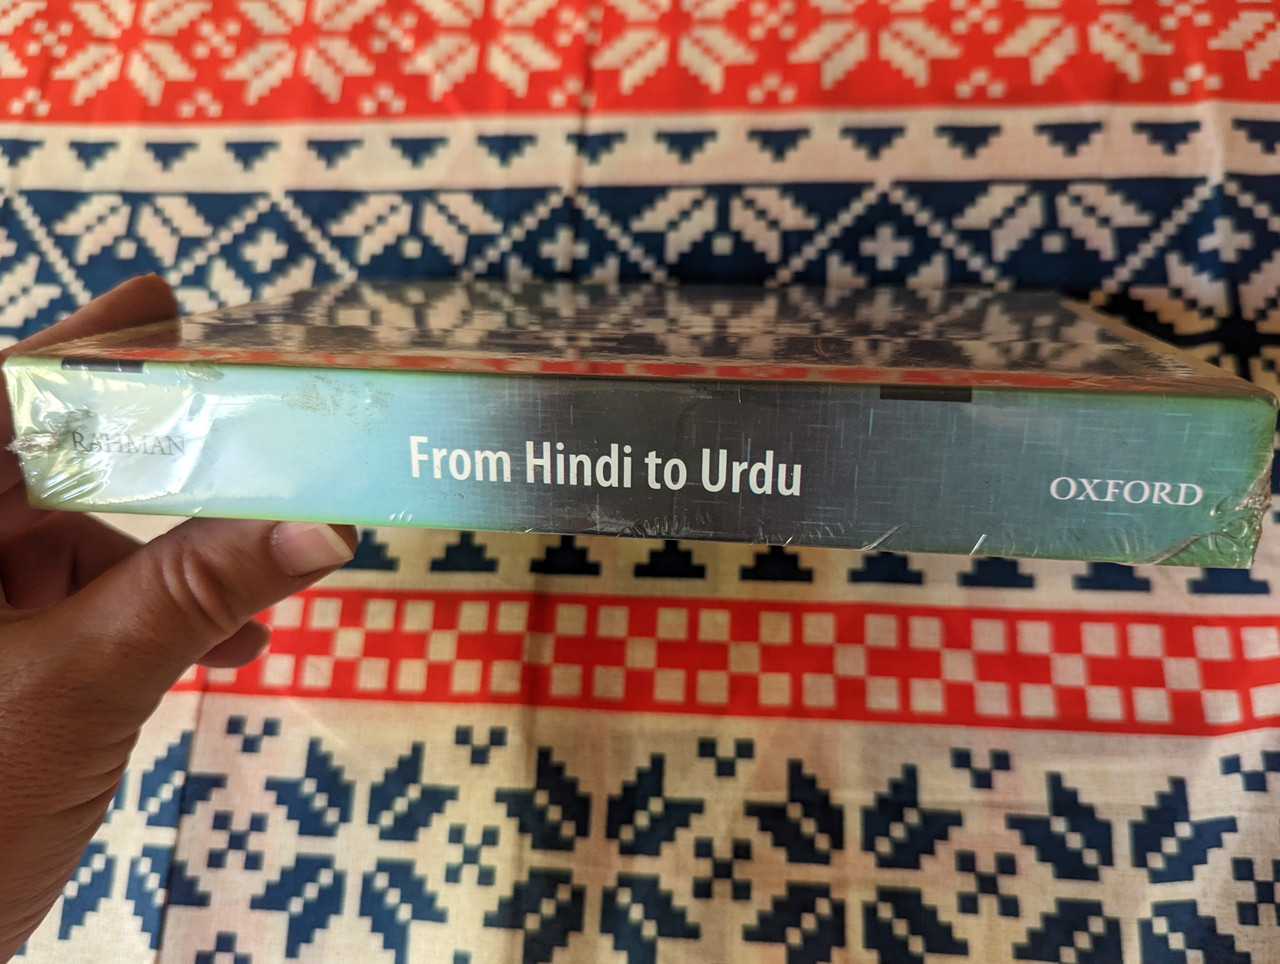 RAHMAN
From Hindi to Urdu
OXFORD